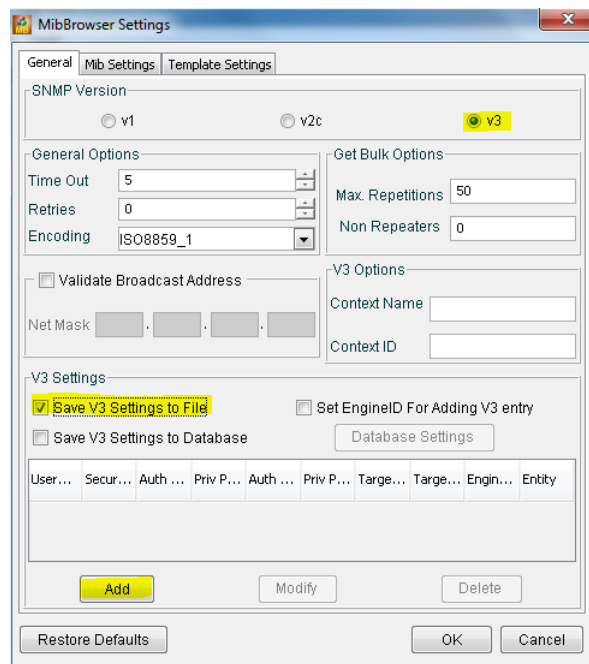 MibBrowser Settings
General Mib Settings Template Settings
SNMP Version
v1 v2c v3
General Options
Time Out 5
Retries 0
Encoding ISO8859_1
Get Bulk Options
Max. Repetitions 50
Non Repeaters 0
Validate Broadcast Address
Net Mask . . .
V3 Options
Context Name
Context ID
V3 Settings
Save V3 Settings to File Set EngineID For Adding V3 entry
Save V3 Settings to Database Database Settings
User... Secur... Auth ... Priv P... Auth ... Priv P... Targe... Targe... Engin... Entity
Add Modify Delete
Restore Defaults OK Cancel